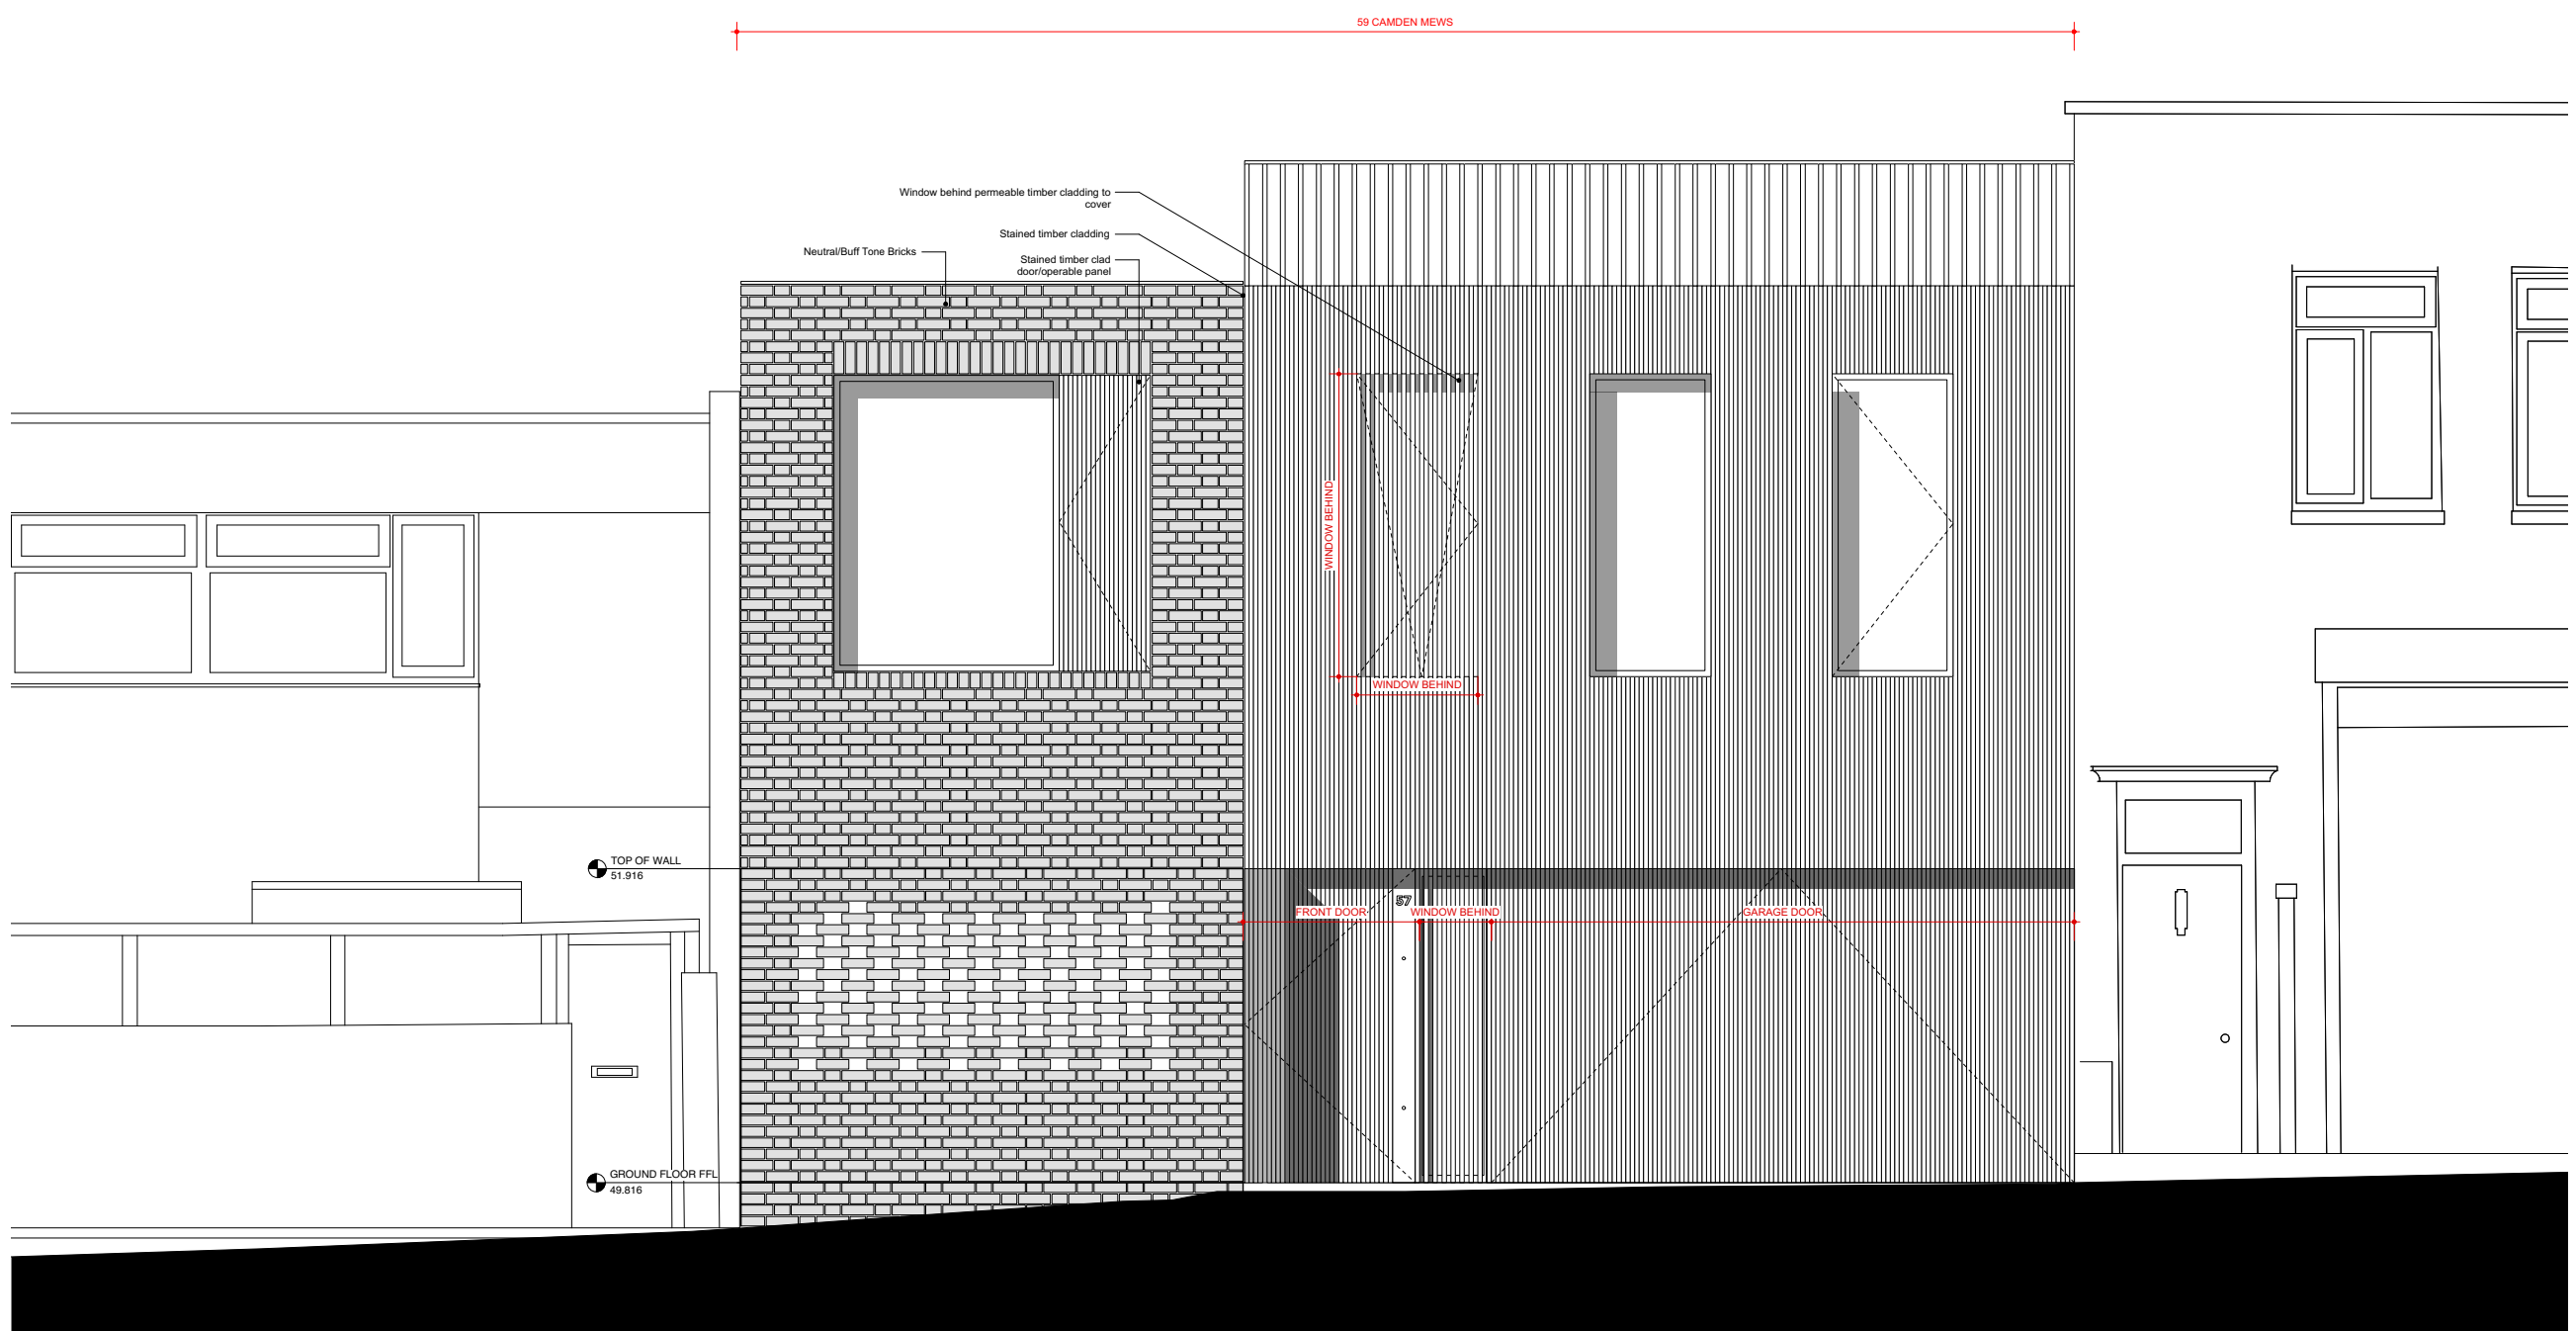 59 CAMDEN MEWS
Window behind permeable timber cladding to
cover
Stained timber cladding
Neutral/Buff Tone Bricks
Stained timber clad
door/operable panel
WINDOW BEHIND
WINDOW BEHIND
TOP OF WALL
51.916
57
FRONT DOOR
WINDOW BEHIND
GARAGE DOOR
GROUND FLOOR FFL
49.816